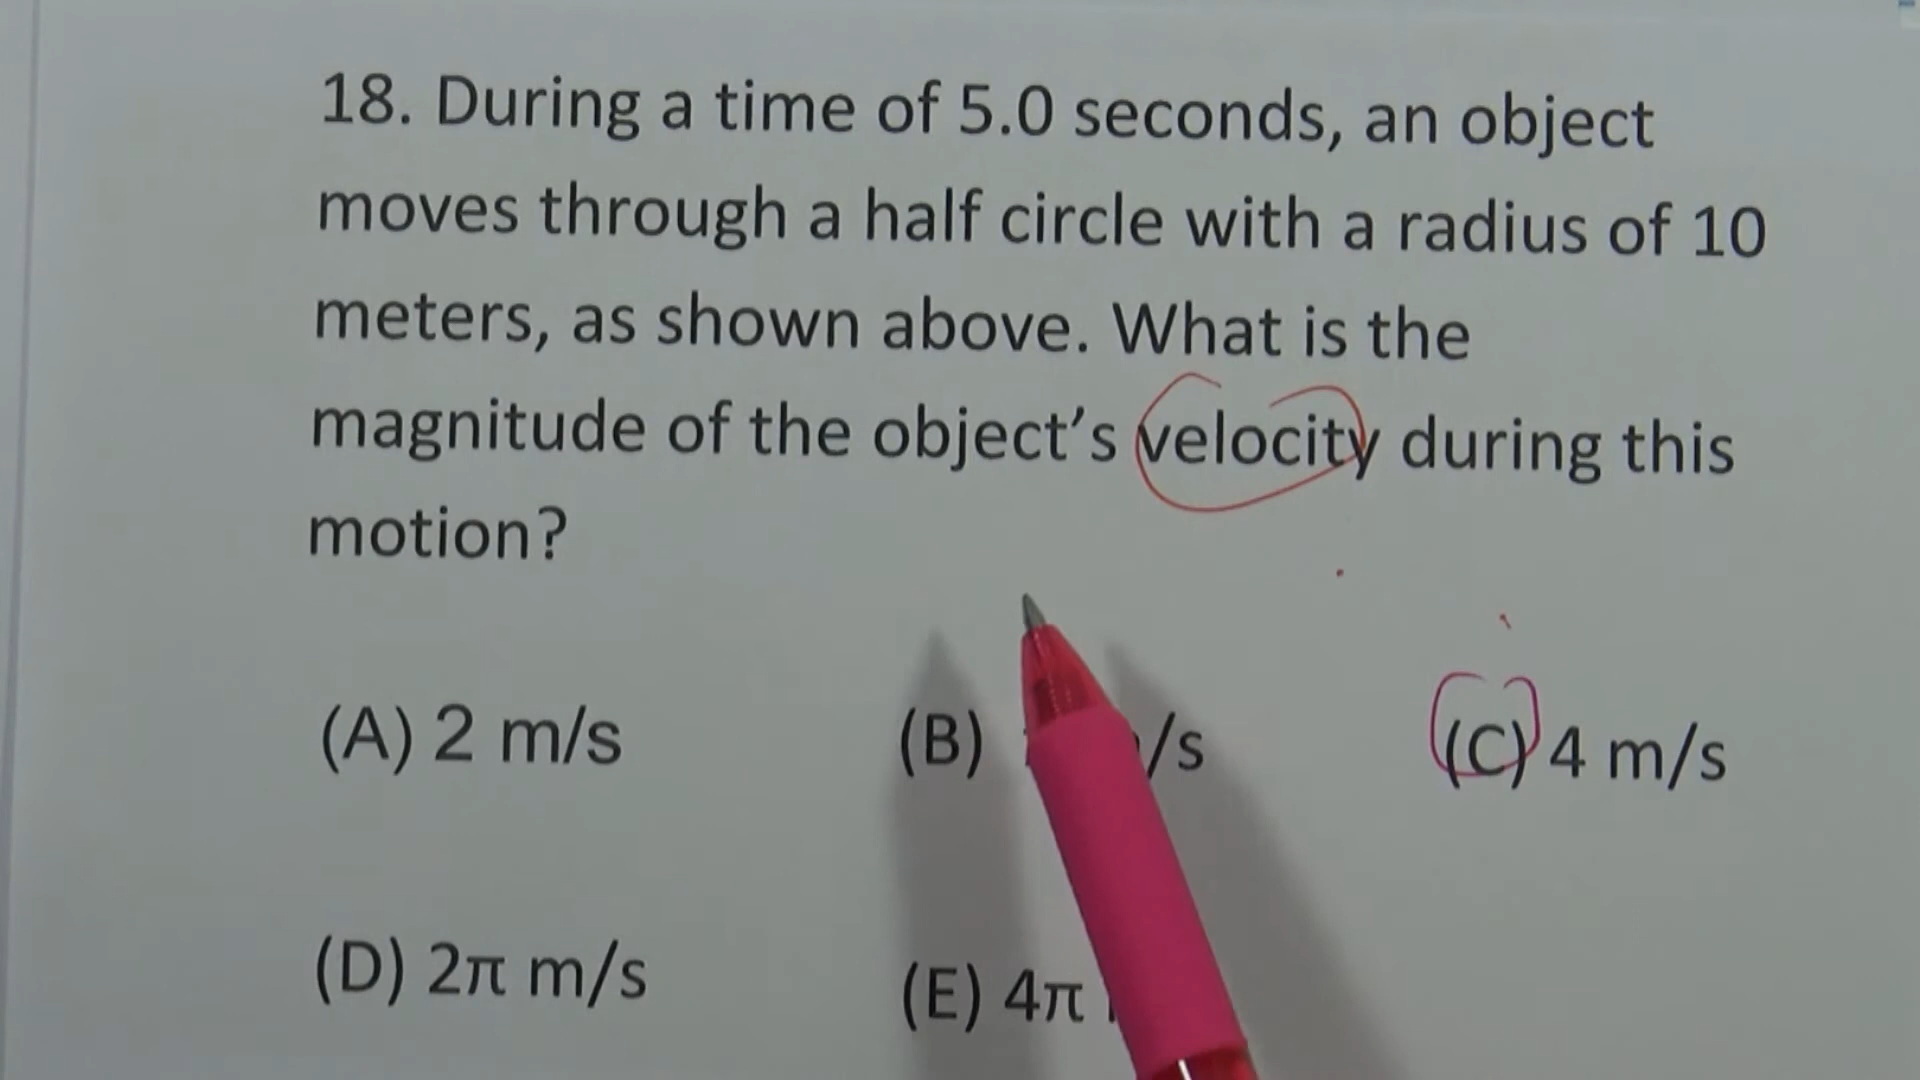 18. During a time of 5.0 seconds, an object
moves through a half circle with a radius of 10
meters, as shown above. What is the
magnitude of the object’s velocity during this
motion?
(A) 2 m/s (B) /s (C) 4 m/s
(D) 2π m/s (E) 4π